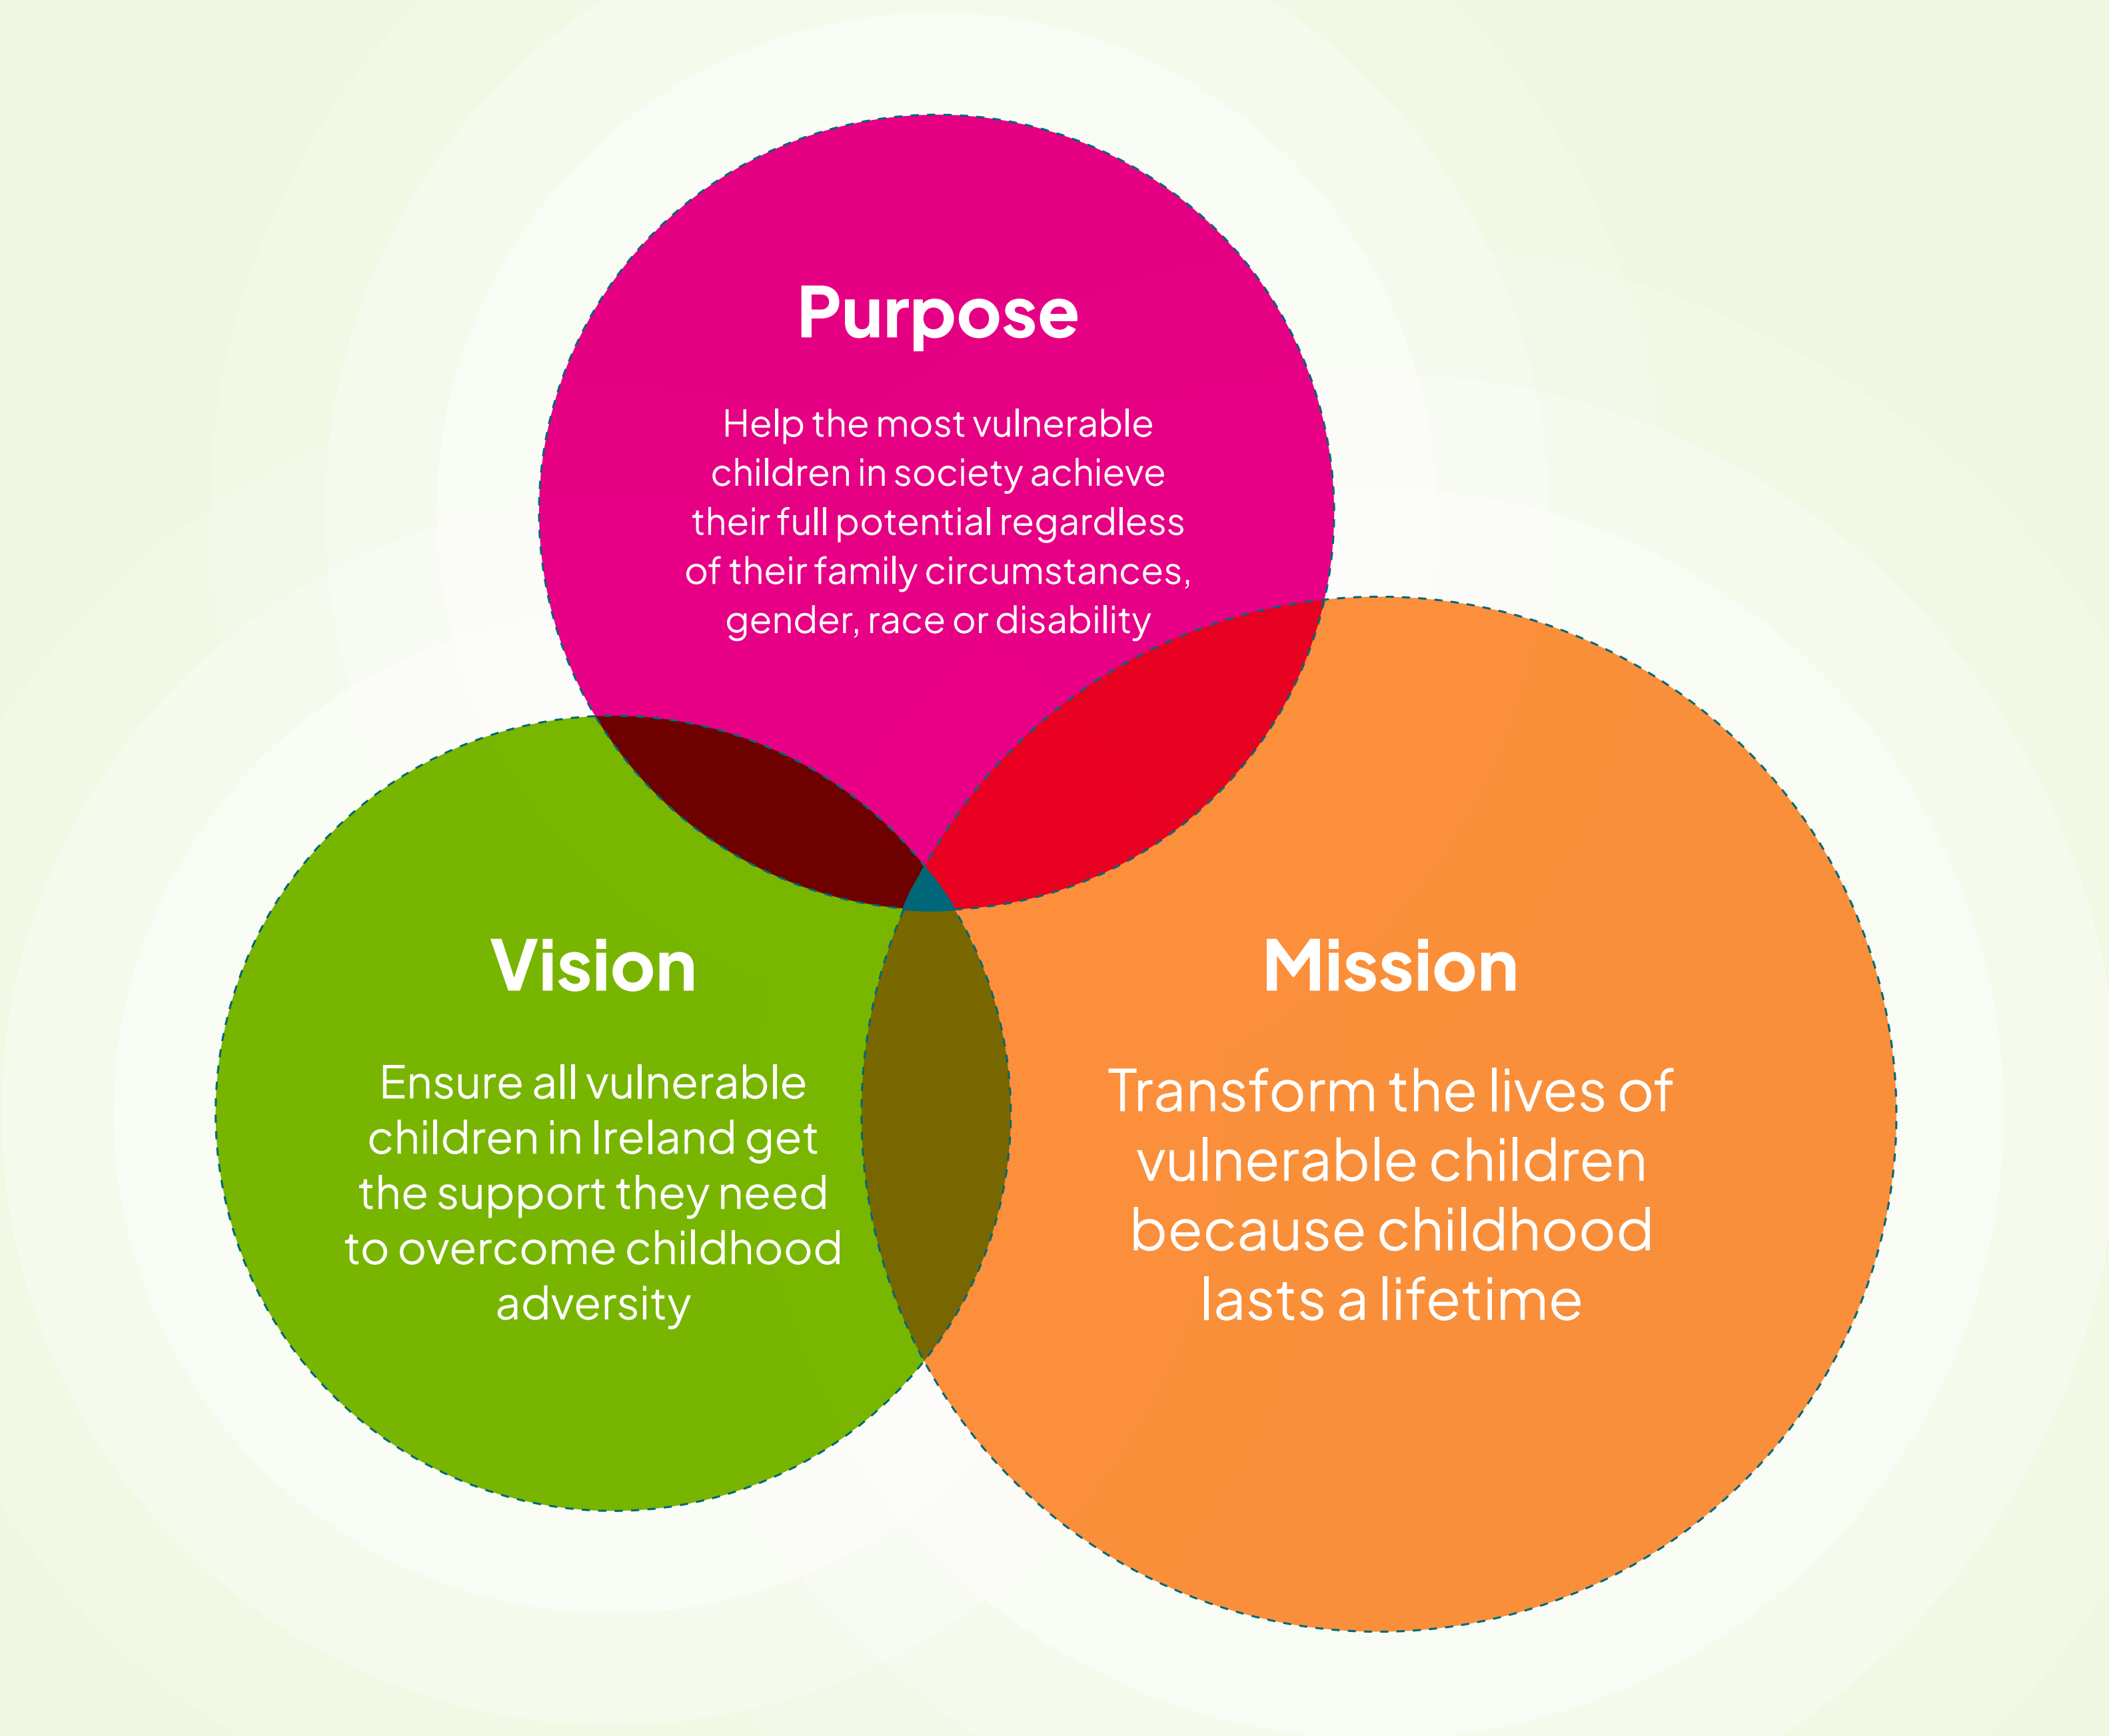 Purpose
Help the most vulnerable
children in society achieve
their full potential regardless
of their family circumstances,
gender, race or disability
Vision
Ensure all vulnerable
children in Ireland get
the support they need
to overcome childhood
adversity
Mission
Transform the lives of
vulnerable children
because childhood
lasts a lifetime